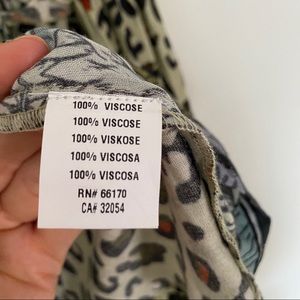 100% VISCOSE
100% VISCOSE
100% VISKOSE
100% VISCOSA
100% VISCOSA
RN# 66170
CA# 32054